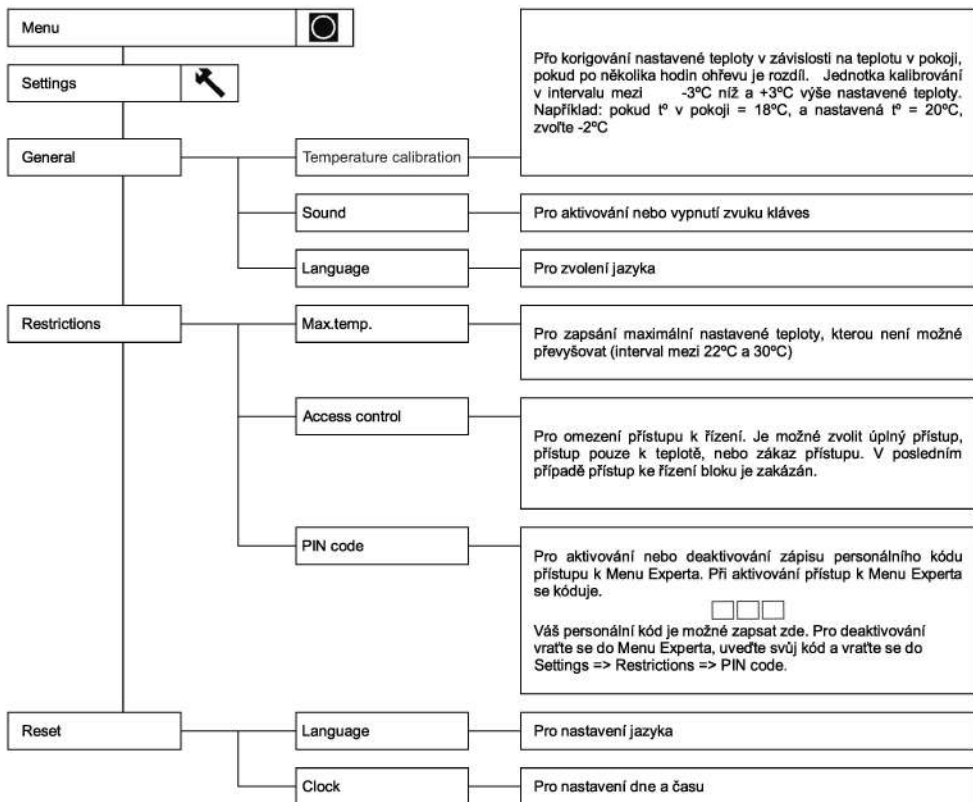 Menu
Settings
General
Temperature calibration
Přo korigování nastavené teploty v závislosti na teplotu v pokoji,
pokud po několika hodin ohřevu je rozdíl. Jednotka kalibrování
v intervalu mezi -3ºC níž a +3ºC výše nastavené teploty.
Například: pokud tº v pokoji = 18ºC, a nastavená tº = 20ºC,
zvoľte -2ºC
Sound
Pro aktivování nebo vypnutí zvuku kláves
Language
Pro zvolení jazyka
Restrictions
Max.temp.
Pro zapsání maximální nastavené teploty, kterou není možné
převyšovat (interval mezi 22ºC a 30ºC)
Access control
Pro omezení přístupu k řízení. Je možné zvolit úplný přístup,
přístup pouze k teplotě, nebo zákaz přístupu. V posledním
případě přístup ke řízení bloku je zakázán.
PIN code
Pro aktivování nebo deaktivování zápisu personálního kódu
přístupu k Menu Experta. Při aktivování přístup k Menu Experta
se kóduje.
Váš personální kód je možné zapsat zde. Pro deaktivování
vraťte se do Menu Experta, uveďte svůj kód a vraťte se do
Settings => Restrictions => PIN code.
Reset
Language
Pro nastavení jazyka
Clock
Pro nastavení dne a času